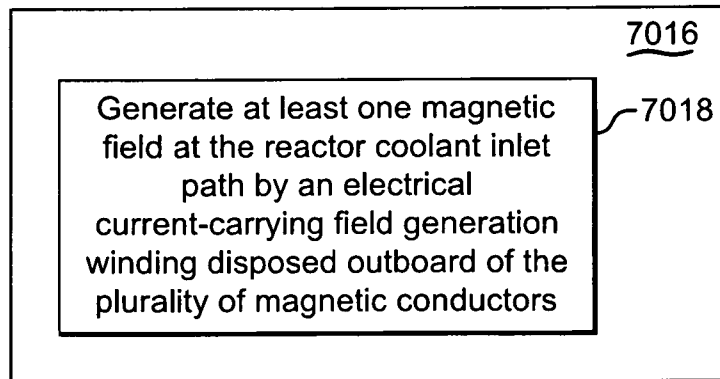 7016
Generate at least one magnetic
field at the reactor coolant inlet
path by an electrical
current-carrying field generation
winding disposed outboard of the
plurality of magnetic conductors
7018